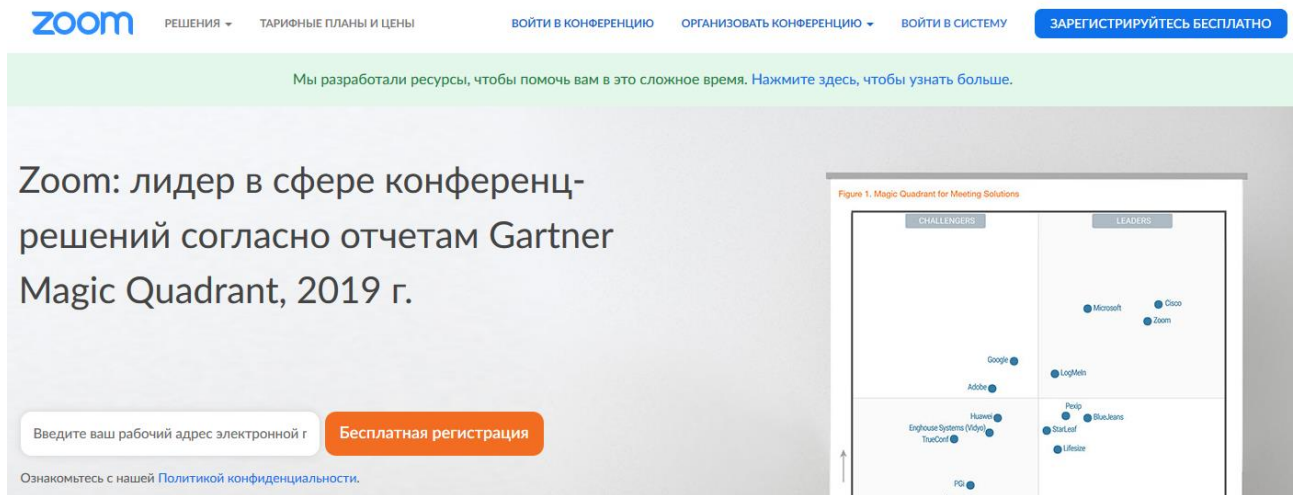 zoom
РЕШЕНИЯ
ТАРИФНЫЕ ПЛАНЫ И ЦЕНЫ
ВОЙТИ В КОНФЕРЕНЦИЮ
ОРГАНИЗОВАТЬ КОНФЕРЕНЦИЮ
ВОЙТИ В СИСТЕМУ
ЗАРЕГИСТРИРУЙТЕСЬ БЕСПЛАТНО
Мы разработали ресурсы, чтобы помочь вам в это сложное время. Нажмите здесь, чтобы узнать больше.
Zoom: лидер в сфере конференц-
решений согласно отчетам Gartner
Magic Quadrant, 2019 г.
Введите ваш рабочий адрес электронной г
Бесплатная регистрация
Ознакомьтесь с нашей Политикой конфиденциальности.
Figure 1. Magic Quadrant for Meeting Solutions
CHALLENGERS
LEADERS
Microsoft
Cisco
Zoom
Google
LogMeIn
Adobe
Pexip
Huawei
BlueJeans
Enghouse Systems (Vidyo)
StarLeaf
TrueConf
Lifesize
PGi